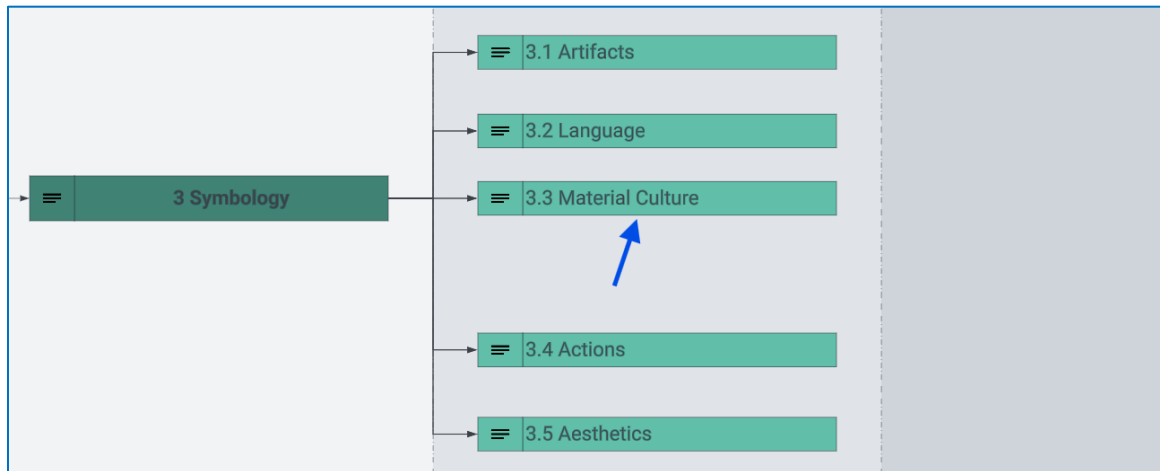 3.1 Artifacts
3.2 Language
3 Symbology
3.3 Material Culture
3.4 Actions
3.5 Aesthetics